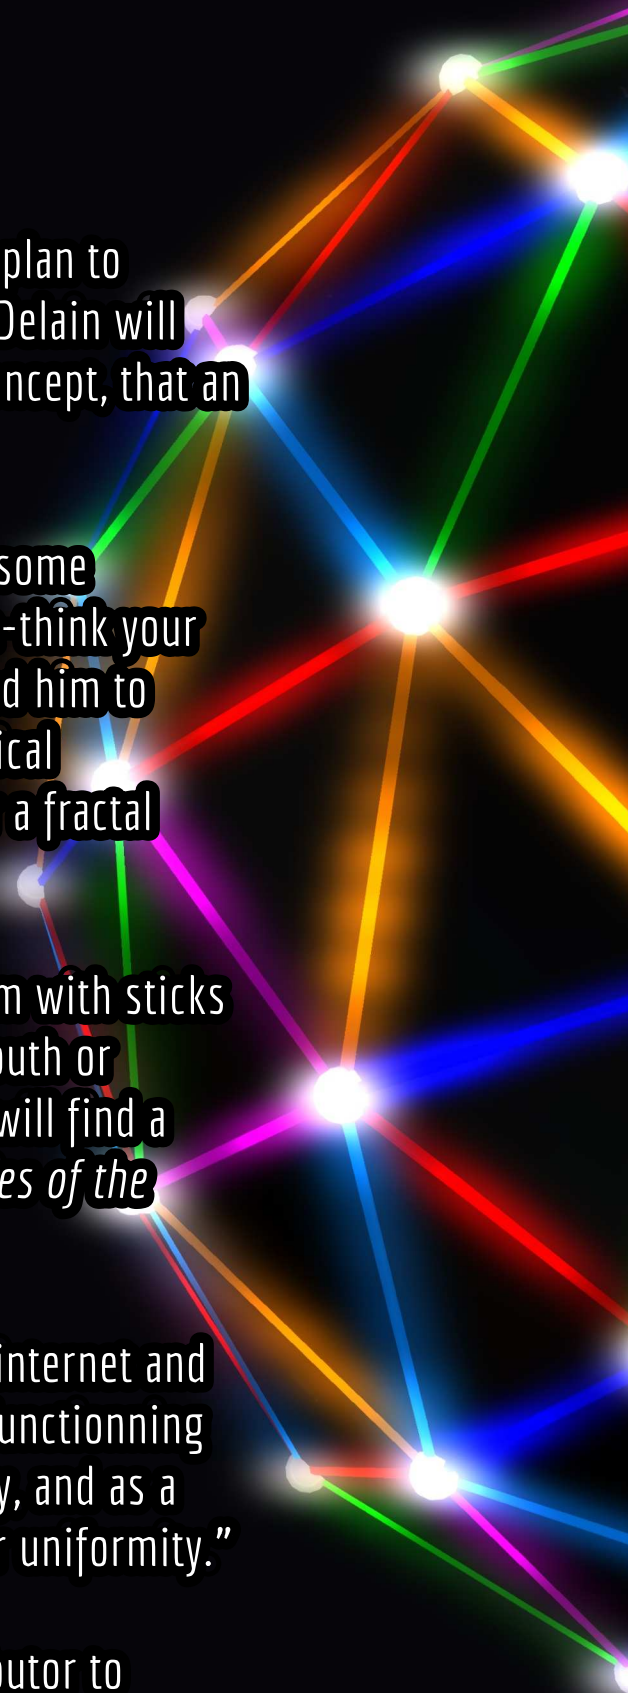 plan to
Delain will
ncept, that an
some
-think your
d him to
ical
a fractal
m with sticks
outh or
will find a
es of the
internet and
unctionning
y, and as a
r uniformity.”
outor to